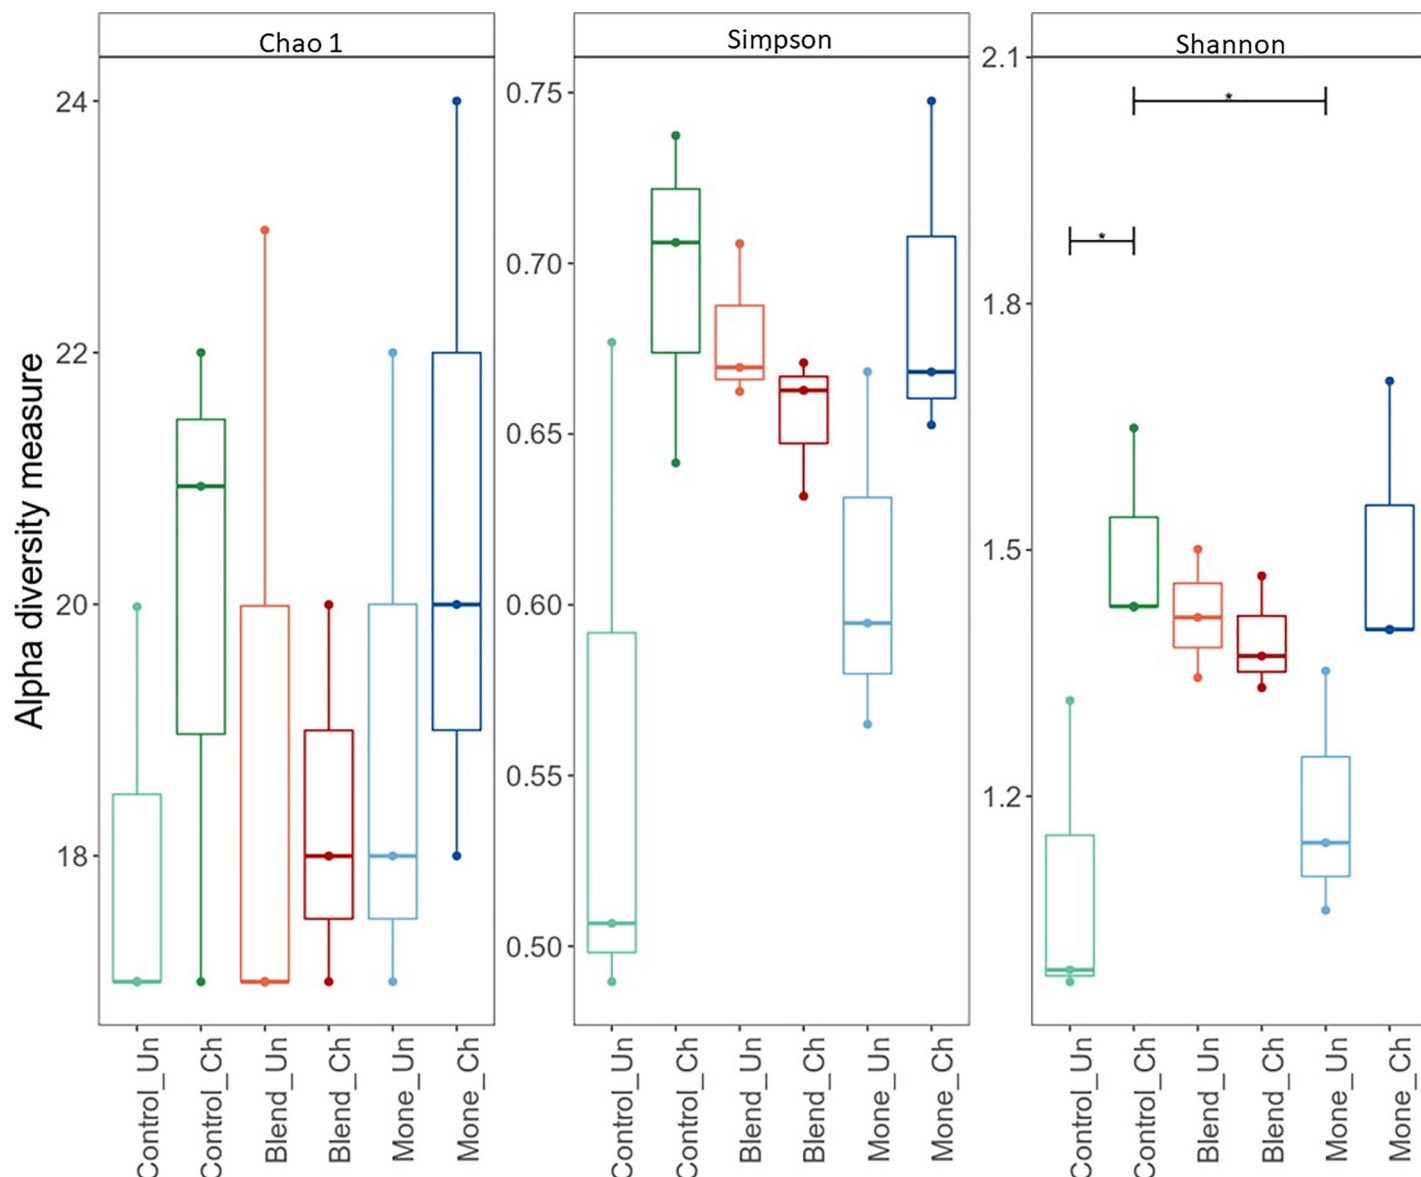 Chao 1
Simpson
Shannon
Alpha diversity measure
24
22
20
18
0.75
0.70
0.65
0.60
0.55
0.50
2.1
1.8
1.5
1.2
*
*
Control_Un
Control_Ch
Blend_Un
Blend_Ch
Mone_Un
Mone_Ch
Control_Un
Control_Ch
Blend_Un
Blend_Ch
Mone_Un
Mone_Ch
Control_Un
Control_Ch
Blend_Un
Blend_Ch
Mone_Un
Mone_Ch